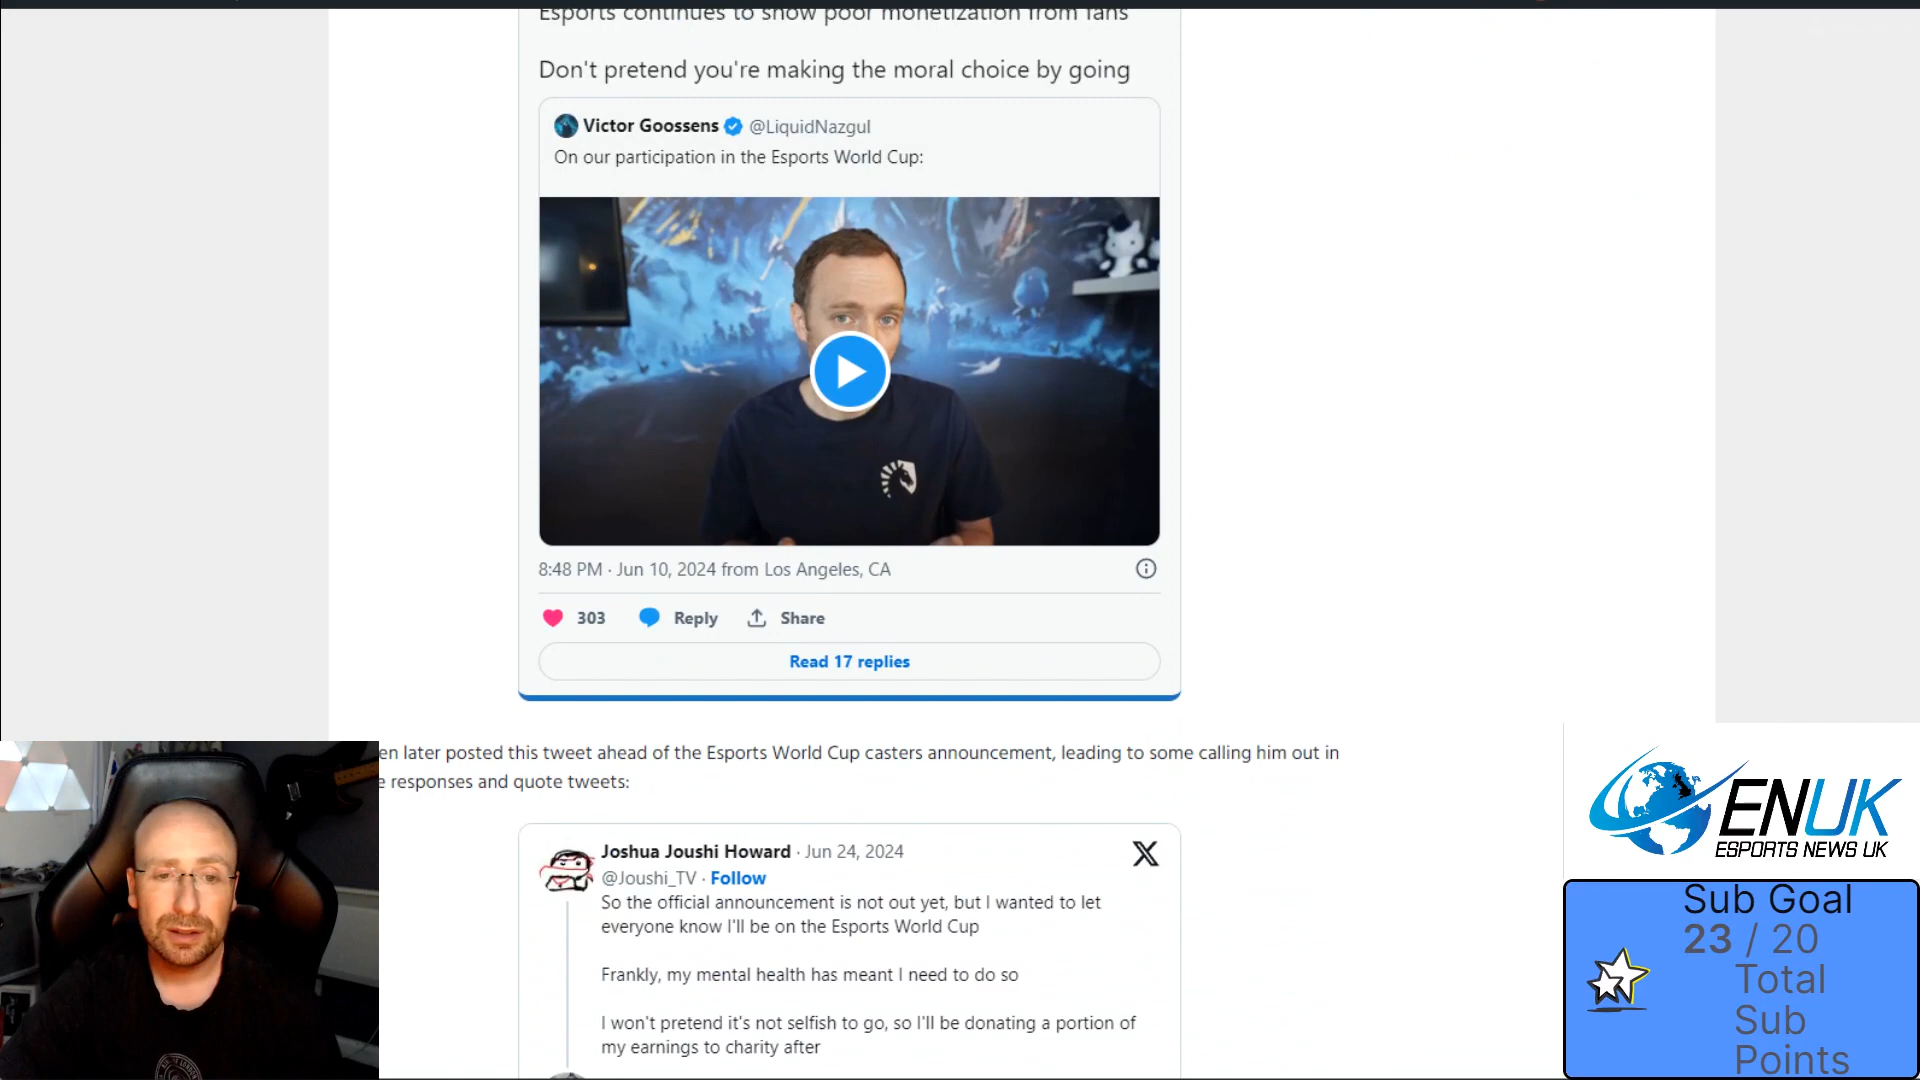 Esports continues to show poor monetization from fans
Don't pretend you're making the moral choice by going
Victor Goossens @LiquidNazgul
On our participation in the Esports World Cup:
8:48 PM · Jun 10, 2024 from Los Angeles, CA
303 Reply Share
Read 17 replies
en later posted this tweet ahead of the Esports World Cup casters announcement, leading to some calling him out in
e responses and quote tweets:
Joshua Joushi Howard · Jun 24, 2024
@Joushi_TV · Follow
So the official announcement is not out yet, but I wanted to let
everyone know I'll be on the Esports World Cup
Frankly, my mental health has meant I need to do so
I won't pretend it's not selfish to go, so I'll be donating a portion of
my earnings to charity after
ENUK
ESPORTS NEWS UK
Sub Goal
23 / 20
Total
Sub
Points